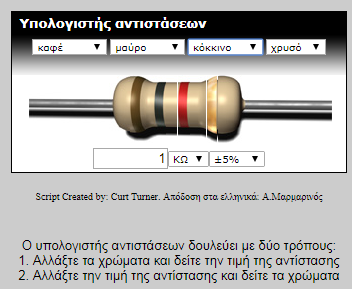 Υπολογιστής αντιστάσεων
καφέ μαύρο κόκκινο χρυσό
1 ΚΩ ±5%
Script Created by: Curt Turner. Απόδοση στα ελληνικά: Α.Μαρμαρινός
Ο υπολογιστής αντιστάσεων δουλεύει με δύο τρόπους:
1. Αλλάξτε τα χρώματα και δείτε την τιμή της αντίστασης
2. Αλλάξτε την τιμή της αντίστασης και δείτε τα χρώματα